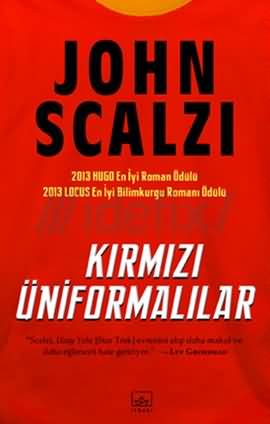 JOHN
SCALZI
2013 HUGO En İyi Roman Ödülü
2013 LOCUS En İyi Bilimkurgu Romanı Ödülü
KIRMIZI
ÜNİFORMALILAR
"Scalzi, Uzay Yolu [Star Trek] evrenini alıp daha makul ve
daha eğlenceli hale getiriyor." —Lev Grossman
İTHAKİ